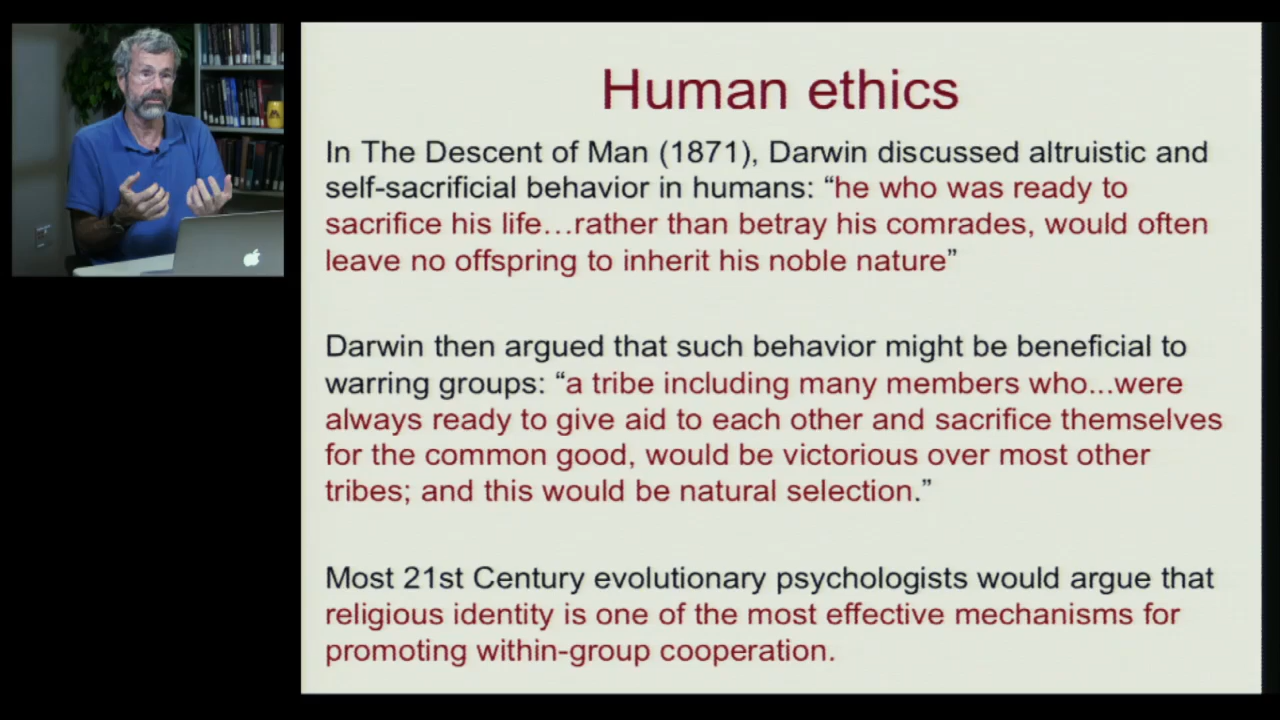 Human ethics
In The Descent of Man (1871), Darwin discussed altruistic and
self-sacrificial behavior in humans: “he who was ready to
sacrifice his life…rather than betray his comrades, would often
leave no offspring to inherit his noble nature”
Darwin then argued that such behavior might be beneficial to
warring groups: “a tribe including many members who...were
always ready to give aid to each other and sacrifice themselves
for the common good, would be victorious over most other
tribes; and this would be natural selection.”
Most 21st Century evolutionary psychologists would argue that
religious identity is one of the most effective mechanisms for
promoting within-group cooperation.